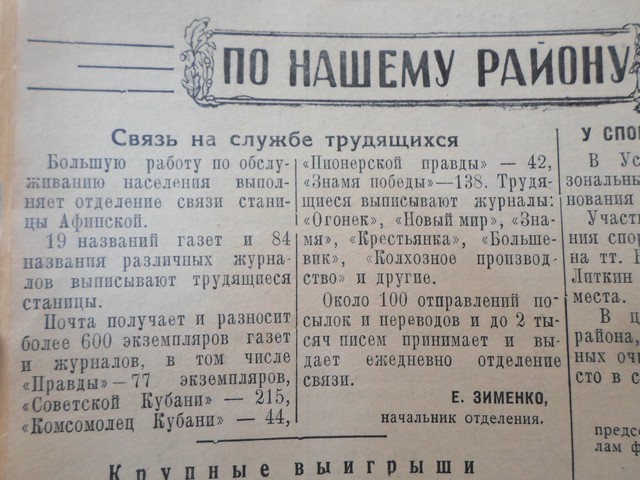 ПО НАШЕМУ РАЙОНУ
Связь на службе трудящихся
Большую работу по обслу-
живанию населения выпол-
няет отделение связи стани-
цы Афипской.
19 названий газет и 84
названия различных журна-
лов выписывают трудящиеся
станицы.
Почта получает и разносит
более 600 экземпляров газет
и журналов, в том числе
«Правды» — 77 экземпляров,
«Советской Кубани» — 215,
«Комсомолец Кубани» — 44,
«Пионерской правды» — 42,
«Знамя победы»—138. Трудя-
щиеся выписывают журналы:
«Огонек», «Новый мир», «Зна-
мя», «Крестьянка», «Больше-
вик», «Колхозное производ-
ство» и другие.
Около 100 отправлений по-
сылок и переводов и до 2 ты-
сяч писем принимает и вы-
дает ежедневно отделение
связи.
Е. ЗИМЕНКО,
начальник отделения.
Крупные выигрыши
У СПО
В Ус
зональны
нования
Участ
ния спор
на тт.
Литкин
места.
В ц
района,
ных очк
сто в с
предсе
лам ф